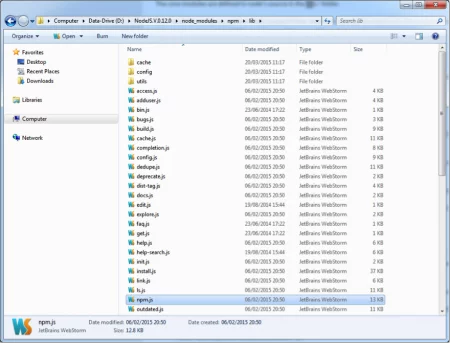 Computer ▸ Data-Drive (D:) ▸ NodeJS.V.0.12.0 ▸ node_modules ▸ npm ▸ lib ▸ Search lib
Organize Open Burn New folder
Name Date modified Type Size
Favorites
Desktop
Recent Places
Downloads
Libraries
Computer
Network
cache 20/03/2015 11:17 File folder
config 20/03/2015 11:17 File folder
utils 20/03/2015 11:17 File folder
access.js 06/02/2015 20:50 JetBrains WebStorm 4 KB
adduser.js 06/02/2015 20:50 JetBrains WebStorm 4 KB
bin.js 23/06/2014 17:22 JetBrains WebStorm 1 KB
bugs.js 06/02/2015 20:50 JetBrains WebStorm 3 KB
build.js 06/02/2015 20:50 JetBrains WebStorm 9 KB
cache.js 06/02/2015 20:50 JetBrains WebStorm 11 KB
completion.js 06/02/2015 20:50 JetBrains WebStorm 8 KB
config.js 06/02/2015 20:50 JetBrains WebStorm 9 KB
dedupe.js 06/02/2015 20:50 JetBrains WebStorm 11 KB
deprecate.js 06/02/2015 20:50 JetBrains WebStorm 2 KB
dist-tag.js 06/02/2015 20:50 JetBrains WebStorm 4 KB
docs.js 06/02/2015 20:50 JetBrains WebStorm 2 KB
edit.js 19/08/2014 15:44 JetBrains WebStorm 1 KB
explore.js 06/02/2015 20:50 JetBrains WebStorm 2 KB
faq.js 23/06/2014 17:22 JetBrains WebStorm 1 KB
get.js 23/06/2014 17:22 JetBrains WebStorm 1 KB
help.js 06/02/2015 20:50 JetBrains WebStorm 6 KB
help-search.js 19/08/2014 15:44 JetBrains WebStorm 6 KB
init.js 06/02/2015 20:50 JetBrains WebStorm 2 KB
install.js 06/02/2015 20:50 JetBrains WebStorm 37 KB
link.js 06/02/2015 20:50 JetBrains WebStorm 6 KB
ls.js 06/02/2015 20:50 JetBrains WebStorm 11 KB
npm.js 06/02/2015 20:50 JetBrains WebStorm 13 KB
outdated.js 06/02/2015 20:50 JetBrains WebStorm 11 KB
WS
npm.js Date modified: 06/02/2015 20:50 Date created: 06/02/2015 20:50
JetBrains WebStorm Size: 12.8 KB